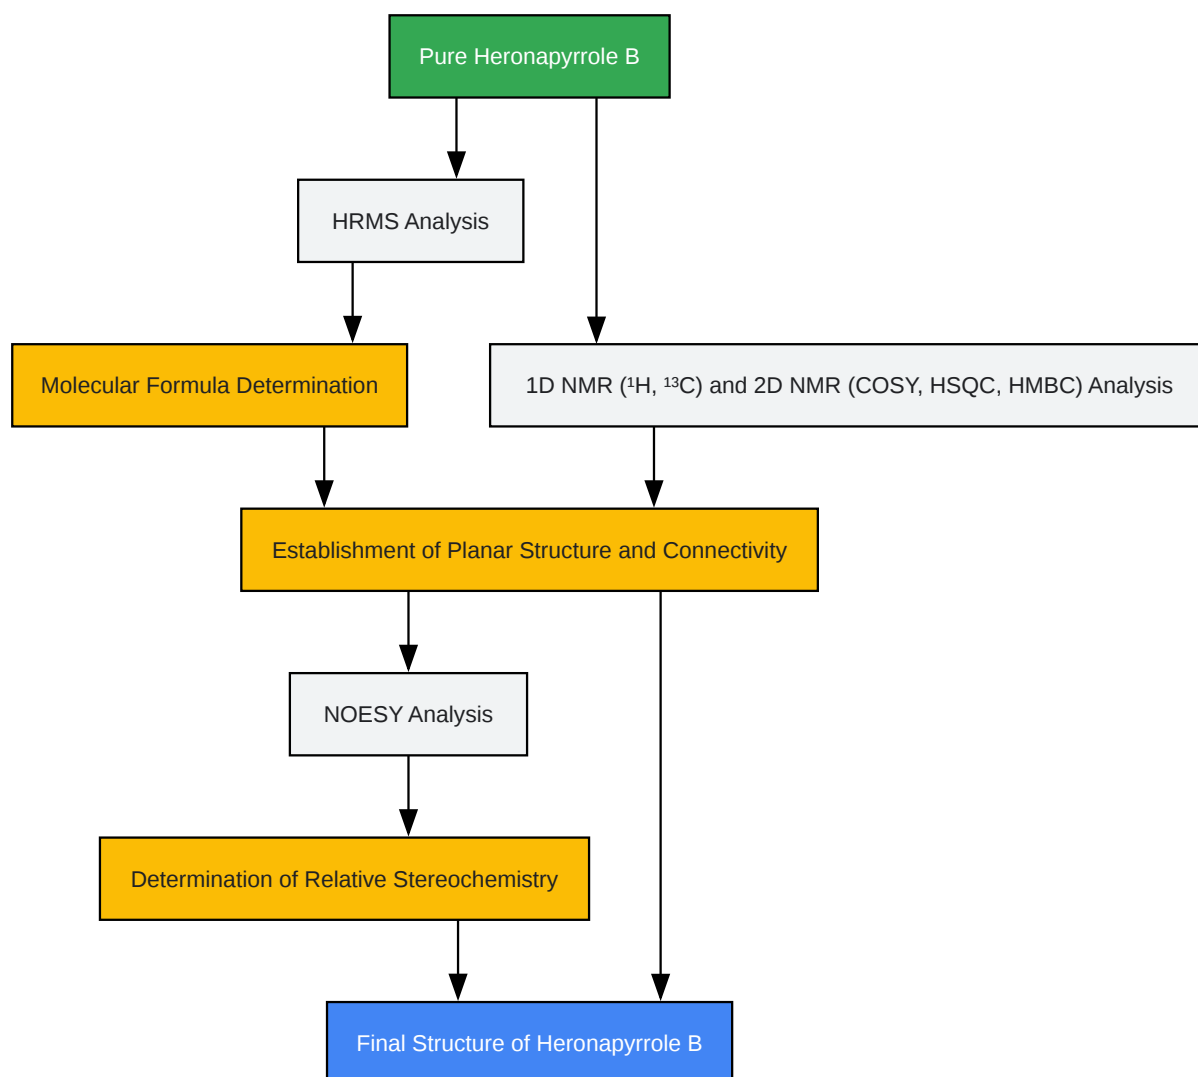 Pure Heronapyrrole B
HRMS Analysis
Molecular Formula Determination
1D NMR (¹H, ¹³C) and 2D NMR (COSY, HSQC, HMBC) Analysis
Establishment of Planar Structure and Connectivity
NOESY Analysis
Determination of Relative Stereochemistry
Final Structure of Heronapyrrole B